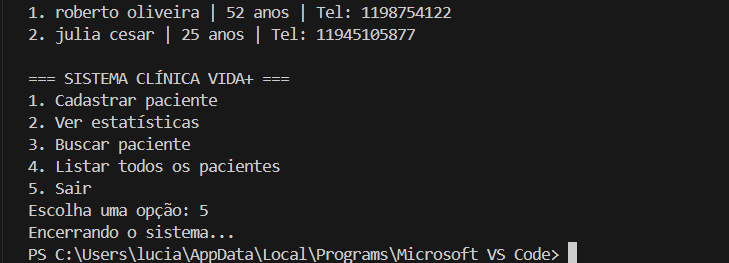 1. roberto oliveira | 52 anos | Tel: 1198754122
2. julia cesar | 25 anos | Tel: 11945105877
=== SISTEMA CLÍNICA VIDA+ ===
1. Cadastrar paciente
2. Ver estatísticas
3. Buscar paciente
4. Listar todos os pacientes
5. Sair
Escolha uma opção: 5
Encerrando o sistema...
PS C:\Users\lucia\AppData\Local\Programs\Microsoft VS Code>